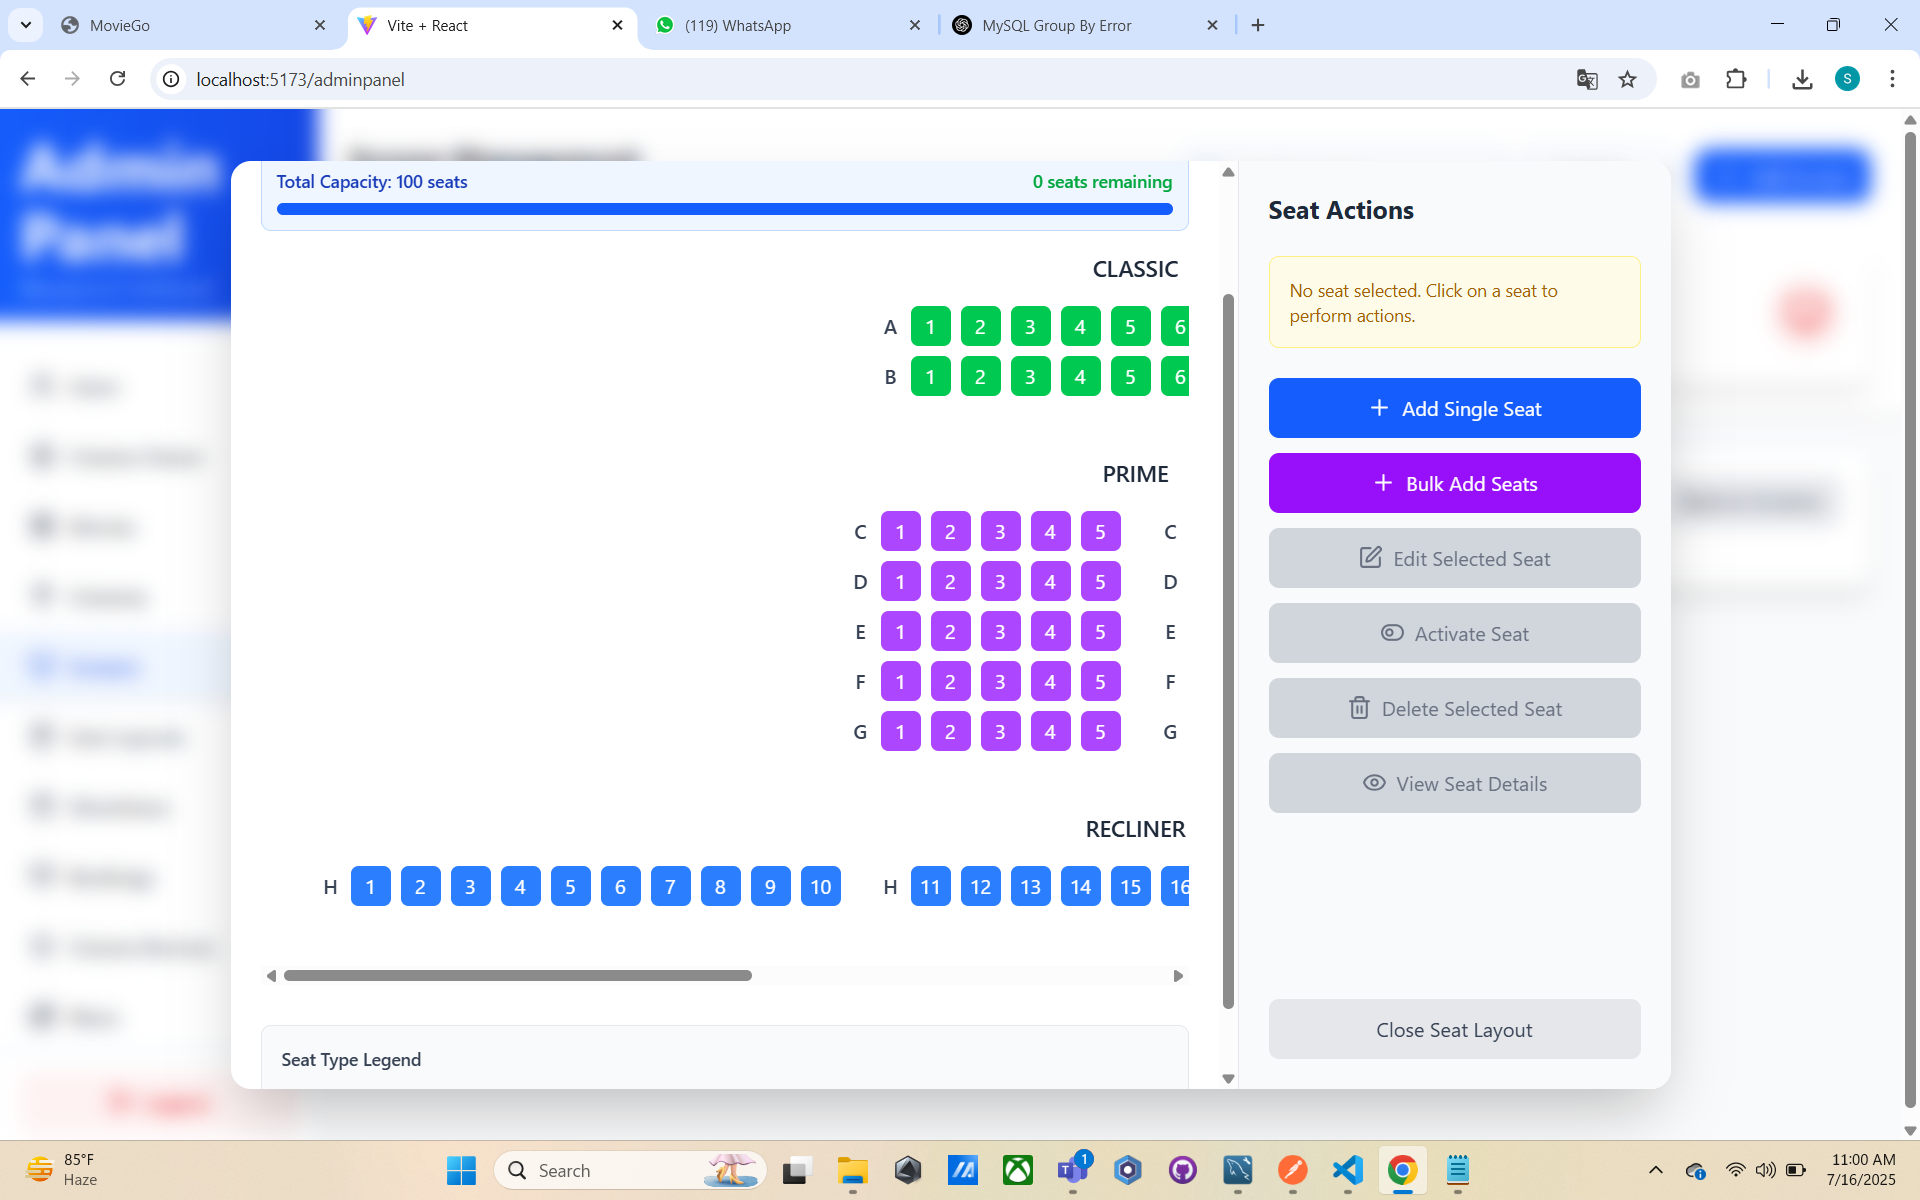 MovieGo
Vite + React
(119) WhatsApp
MySQL Group By Error
localhost:5173/adminpanel
S
Admin
Panel
Total Capacity: 100 seats
0 seats remaining
CLASSIC
A 1 2 3 4 5 6
B 1 2 3 4 5 6
PRIME
C 1 2 3 4 5 C
D 1 2 3 4 5 D
E 1 2 3 4 5 E
F 1 2 3 4 5 F
G 1 2 3 4 5 G
RECLINER
H 1 2 3 4 5 6 7 8 9 10 H 11 12 13 14 15 16
Seat Type Legend
Seat Actions
No seat selected. Click on a seat to
perform actions.
Add Single Seat
Bulk Add Seats
Edit Selected Seat
Activate Seat
Delete Selected Seat
View Seat Details
Close Seat Layout
85°F
Haze
Search
1
11:00 AM
7/16/2025